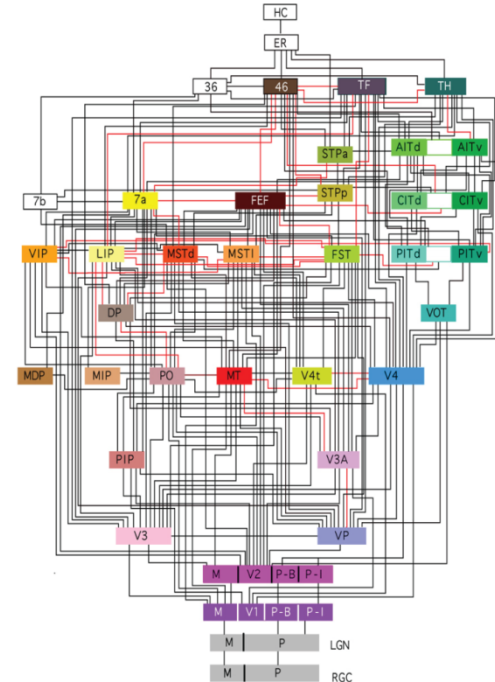 HC
ER
36 46 TF TH
STPa AITd AITv
7b 7a FEF STPp CITd CITv
VIP LIP MSTd MSTl FST PITd PITv
DP VOT
MDP MIP PO MT V4t V4
PIP V3A
V3 VP
M V2 P-B P-I
M V1 P-B P-I
M P LGN
M P RGC